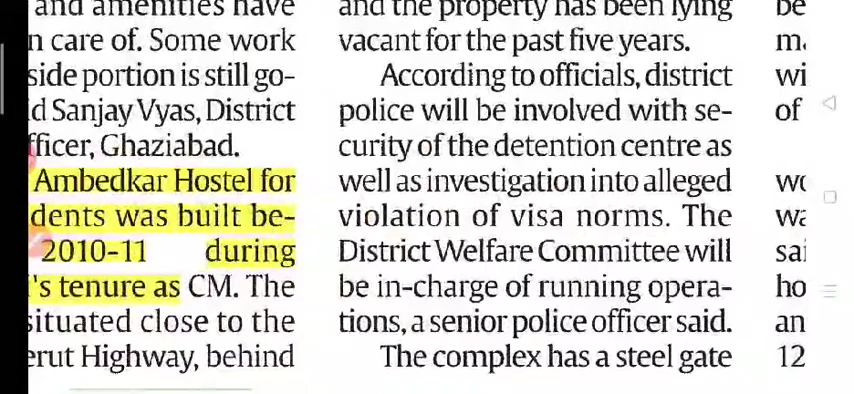 and amenities have
n care of. Some work
side portion is still go-
d Sanjay Vyas, District
fficer, Ghaziabad.
Ambedkar Hostel for
dents was built be-
2010-11 during
's tenure as CM. The
situated close to the
erut Highway, behind
and the property has been lying
vacant for the past five years.
According to officials, district
police will be involved with se-
curity of the detention centre as
well as investigation into alleged
violation of visa norms. The
District Welfare Committee will
be in-charge of running opera-
tions, a senior police officer said.
The complex has a steel gate
be
wi
of
wa
sai
ho
an
12